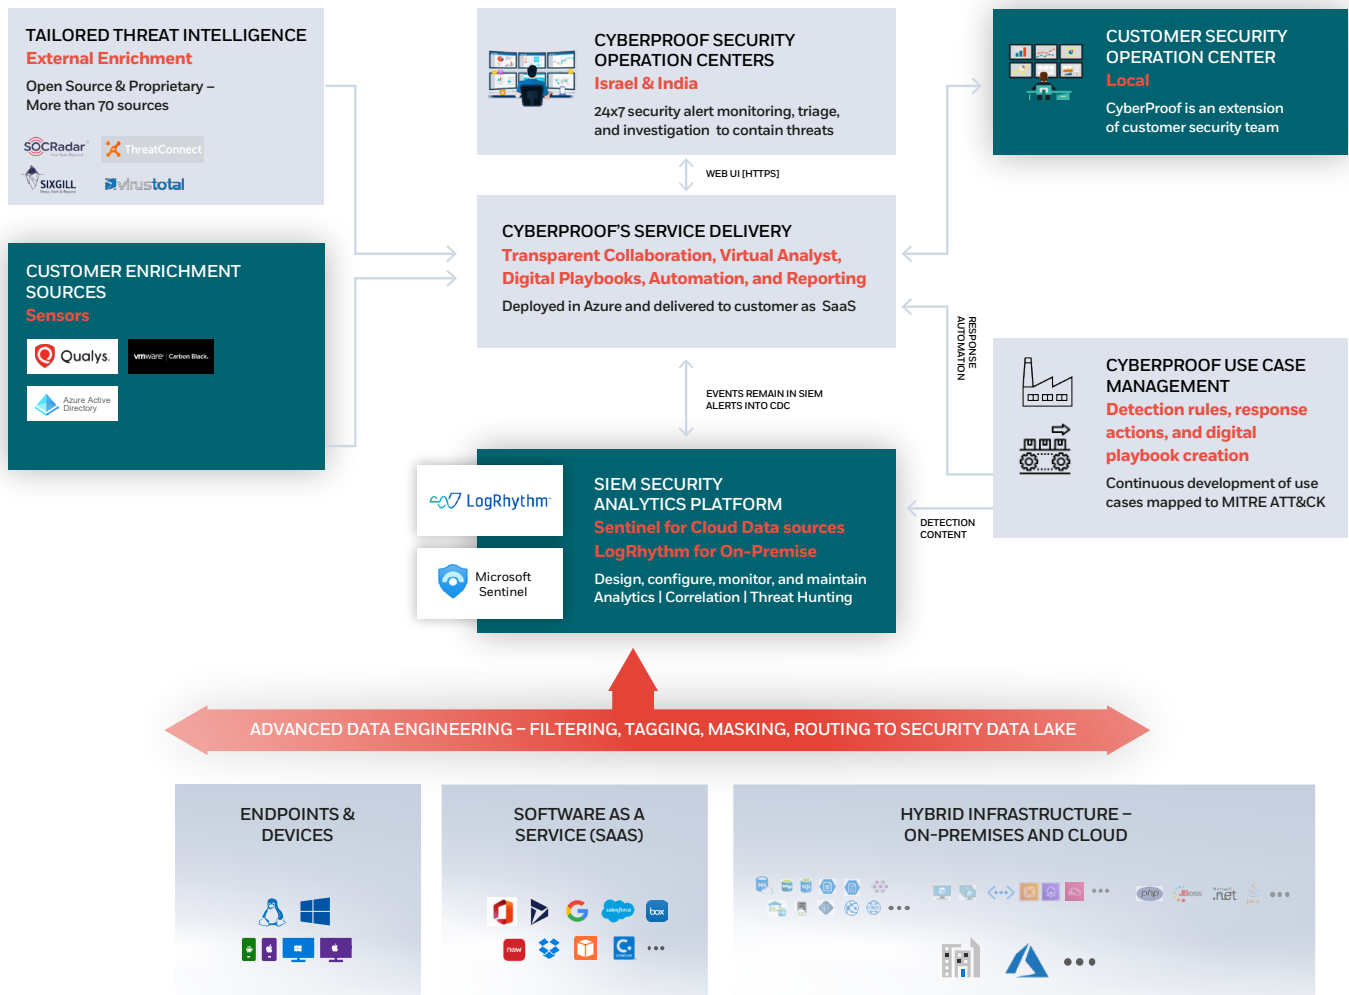 TAILORED THREAT INTELLIGENCE
External Enrichment
Open Source & Proprietary –
More than 70 sources
SOCRadar
ThreatConnect
SIXGILL
virustotal
CYBERPROOF SECURITY
OPERATION CENTERS
Israel & India
24x7 security alert monitoring, triage,
and investigation to contain threats
CUSTOMER SECURITY
OPERATION CENTER
Local
CyberProof is an extension
of customer security team
WEB UI [HTTPS]
CYBERPROOF'S SERVICE DELIVERY
Transparent Collaboration, Virtual Analyst,
Digital Playbooks, Automation, and Reporting
Deployed in Azure and delivered to customer as SaaS
CUSTOMER ENRICHMENT
SOURCES
Sensors
Qualys.
vmware | Carbon Black.
Azure Active
Directory
RESPONSE
AUTOMATION
EVENTS REMAIN IN SIEM
ALERTS INTO CDC
CYBERPROOF USE CASE
MANAGEMENT
Detection rules, response
actions, and digital
playbook creation
Continuous development of use
cases mapped to MITRE ATT&CK
DETECTION
CONTENT
LogRhythm
Microsoft
Sentinel
SIEM SECURITY
ANALYTICS PLATFORM
Sentinel for Cloud Data sources
LogRhythm for On-Premise
Design, configure, monitor, and maintain
Analytics | Correlation | Threat Hunting
ADVANCED DATA ENGINEERING – FILTERING, TAGGING, MASKING, ROUTING TO SECURITY DATA LAKE
ENDPOINTS &
DEVICES
SOFTWARE AS A
SERVICE (SAAS)
salesforce
box
now
HYBRID INFRASTRUCTURE –
ON-PREMISES AND CLOUD
php
JBoss
.net